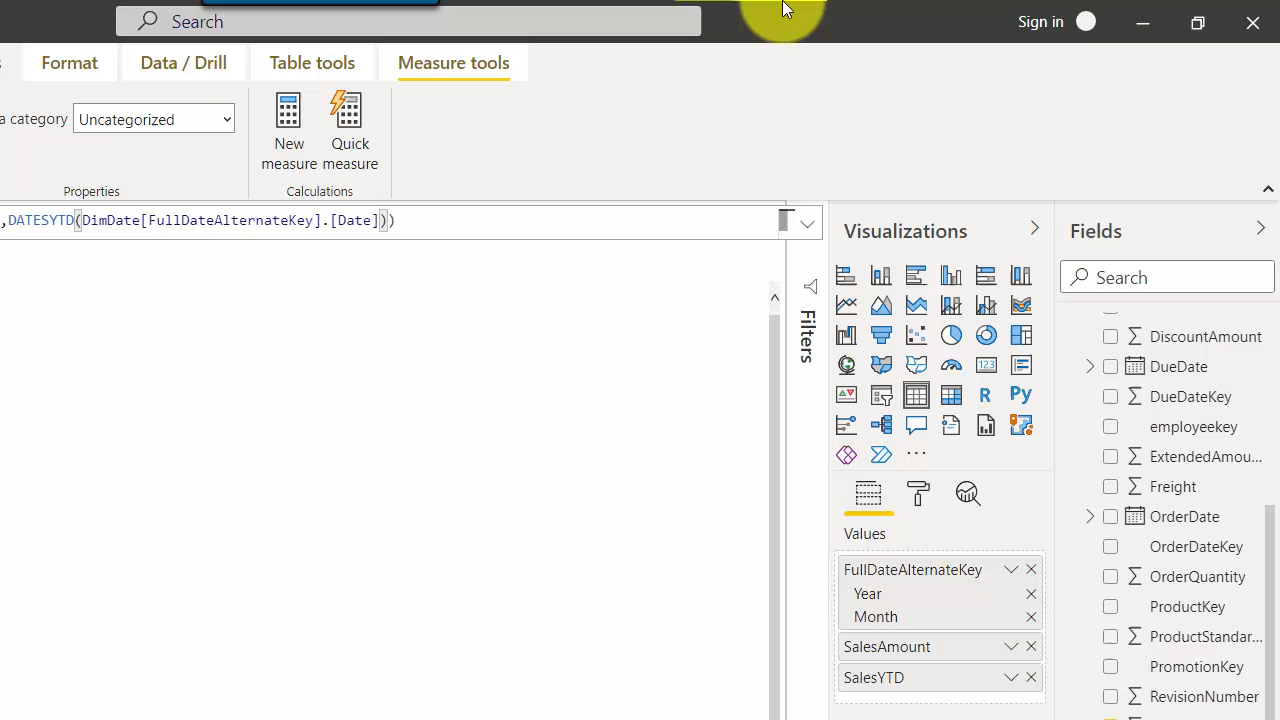 Search
Sign in
Format
Data / Drill
Table tools
Measure tools
a category
Uncategorized
New measure
Quick measure
Properties
Calculations
,DATESYTD(DimDate[FullDateAlternateKey].[Date]))
Filters
Visualizations
123
R
Py
...
Values
FullDateAlternateKey
Year
Month
SalesAmount
SalesYTD
Fields
Search
DiscountAmount
DueDate
DueDateKey
employeekey
ExtendedAmou...
Freight
OrderDate
OrderDateKey
OrderQuantity
ProductKey
ProductStandar...
PromotionKey
RevisionNumber